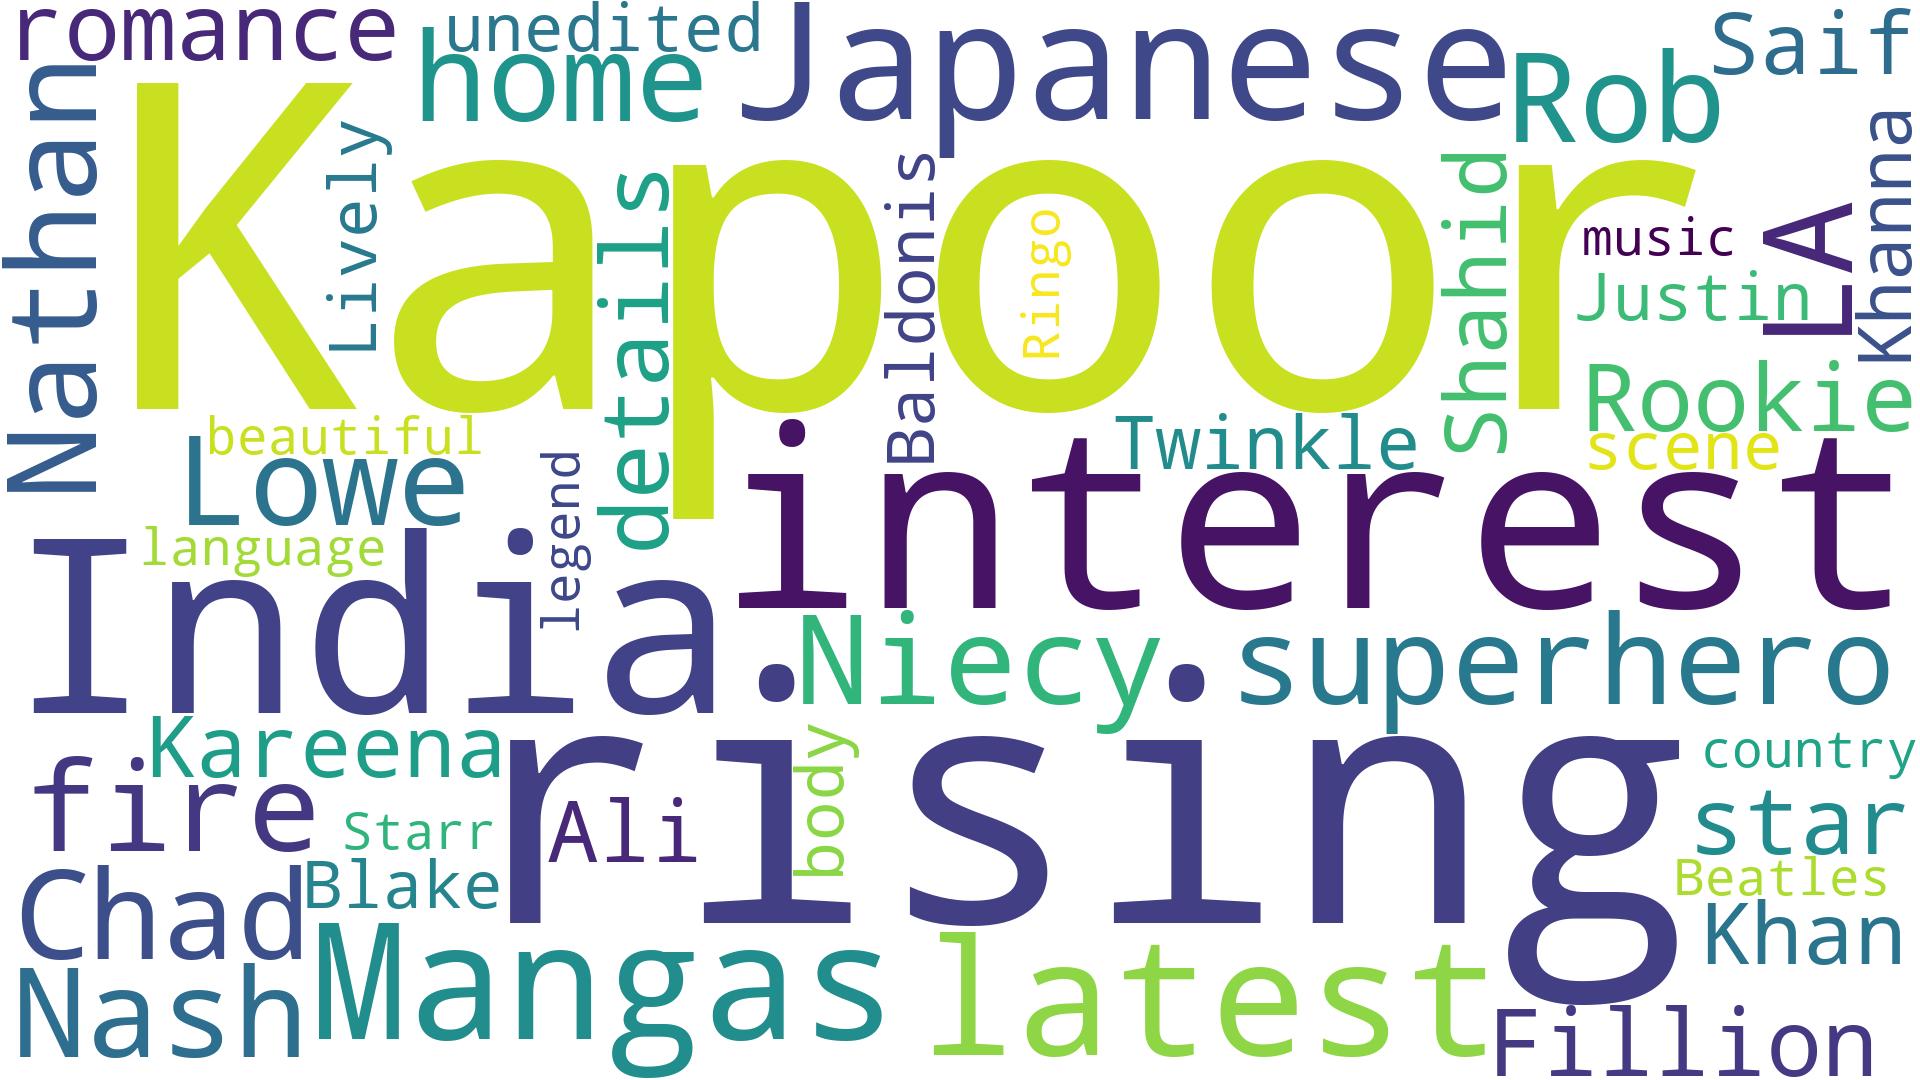 romance
unedited
home
Japanese
Rob
Saif
Nathan
Kapoor
Lively
details
Baldonis
Ringo
Shahid
music
LA
Khanna
Justin
Rookie
beautiful
Lowe
Twinkle
scene
interest
language
legend
India
Niecy
superhero
Kareena
rising
body
country
fire
Starr
Ali
star
Blake
Beatles
Chad
Khan
Nash
Mangas
latest
Fillion